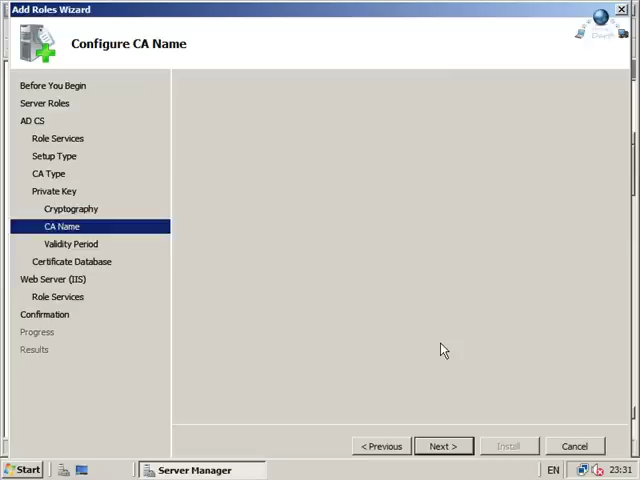 Add Roles Wizard
Configure CA Name
Before You Begin
Server Roles
AD CS
Role Services
Setup Type
CA Type
Private Key
Cryptography
CA Name
Validity Period
Certificate Database
Web Server (IIS)
Role Services
Confirmation
Progress
Results
< Previous
Next >
Install
Cancel
Start
Server Manager
EN
23:31